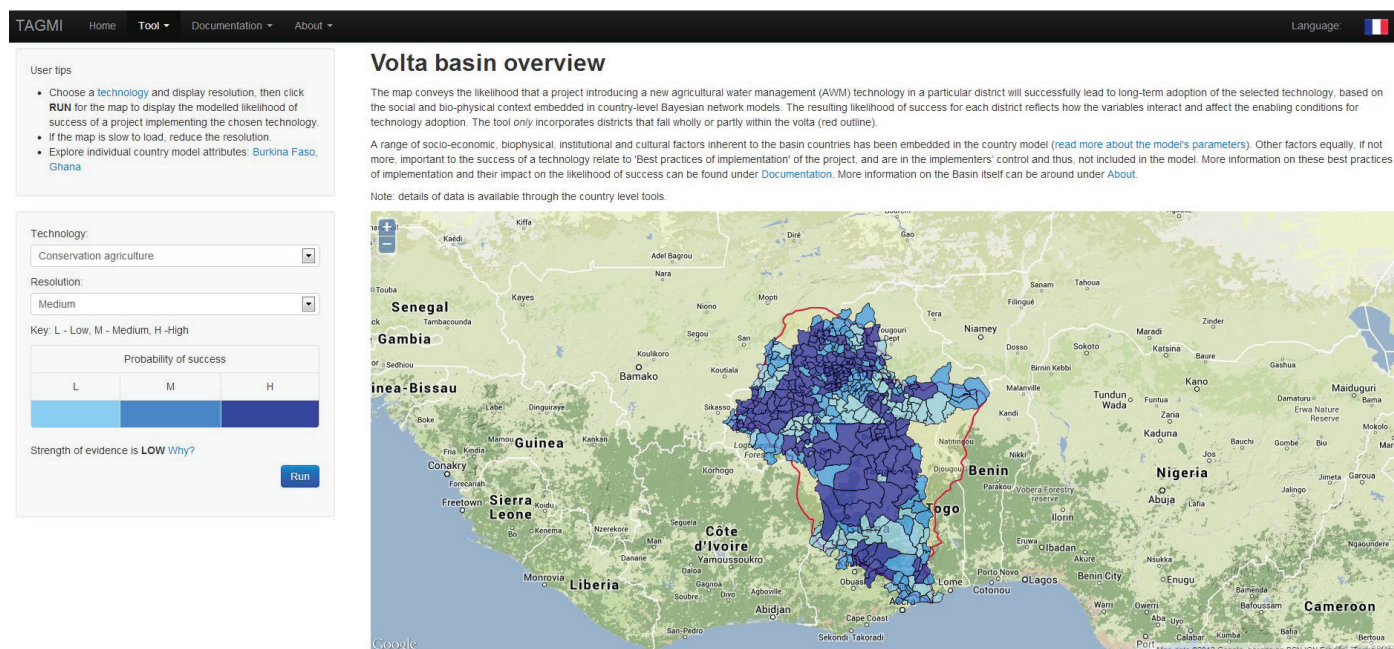 TAGMI Home Tool Documentation About Language:
User tips
• Choose a technology and display resolution, then click
RUN for the map to display the modelled likelihood of
success of a project implementing the chosen technology.
• If the map is slow to load, reduce the resolution.
• Explore individual country model attributes: Burkina Faso,
Ghana
Technology:
Conservation agriculture
Resolution:
Medium
Key: L - Low, M - Medium, H -High
Probability of success
L M H
Strength of evidence is LOW Why?
Run
Volta basin overview
The map conveys the likelihood that a project introducing a new agricultural water management (AWM) technology in a particular district will successfully lead to long-term adoption of the selected technology, based on
the social and bio-physical context embedded in country-level Bayesian network models. The resulting likelihood of success for each district reflects how the variables interact and affect the enabling conditions for
technology adoption. The tool only incorporates districts that fall wholly or partly within the volta (red outline).
A range of socio-economic, biophysical, institutional and cultural factors inherent to the basin countries has been embedded in the country model (read more about the model's parameters). Other factors equally, if not
more, important to the success of a technology relate to 'Best practices of implementation' of the project, and are in the implementers' control and thus, not included in the model. More information on these best practices
of implementation and their impact on the likelihood of success can be found under Documentation. More information on the Basin itself can be around under About.
Note: details of data is available through the country level tools.
+
−
Kiffa
Kaédi
Diré
Gao
Adel Bagrou
Nara
Touba
Senegal
Kayes
Niono
Mopti
Tera
Sanam
Tahoua
Filingué
Tambacounda
Gambia
Segou
San
Niamey
Maradi
Zinder
Dosso
Sokoto
Katsina
Baure
Sedhiou
Koulikoro
Bamako
Koutiala
Birnin Kebbi
Gashua
inea-Bissau
Kano
Maiduguri
Malanville
Tundun
Wada
Funtua
Damaturu
Bama
Labe
Dinguiraye
Sikasso
Kandi
Zaria
Erwa Nature
Reserve
Boke
Kaduna
Mokolo
Mamou
Guinea
Kankan
Natitingou
Bauchi
Gombe
Biu
Fria
Kindia
Nikki
Jos
Conakry
Korhogo
Djougou
Benin
Nigeria
Jimeta
Garoua
Forecariah
Parakou
Abuja
Lafia
Jalingo
Freetown
Sierra
Leone
Koidu
Togo
Ilorin
Bo
Kenema
Nzerekore
Seguela
Côte
d'Ivoire
Man
Yamoussoukro
Eruwa
Ibadan
Akure
Nsukka
Ngaoundere
Danane
Daloa
Monrovia
Liberia
Gagnoa
Soubre
Divo
Agboville
Obuasi
Lome
Porto Novo
Cotonou
Lagos
Benin City
Enugu
Bamenda
Abidjan
Accra
Warri
Owerri
Bafoussam
Cameroon
Cape Coast
Aba
Uyo
San-Pedro
Sekondi-Takoradi
Calabar
Kumba
Bafia
Bertoua
Port
Google